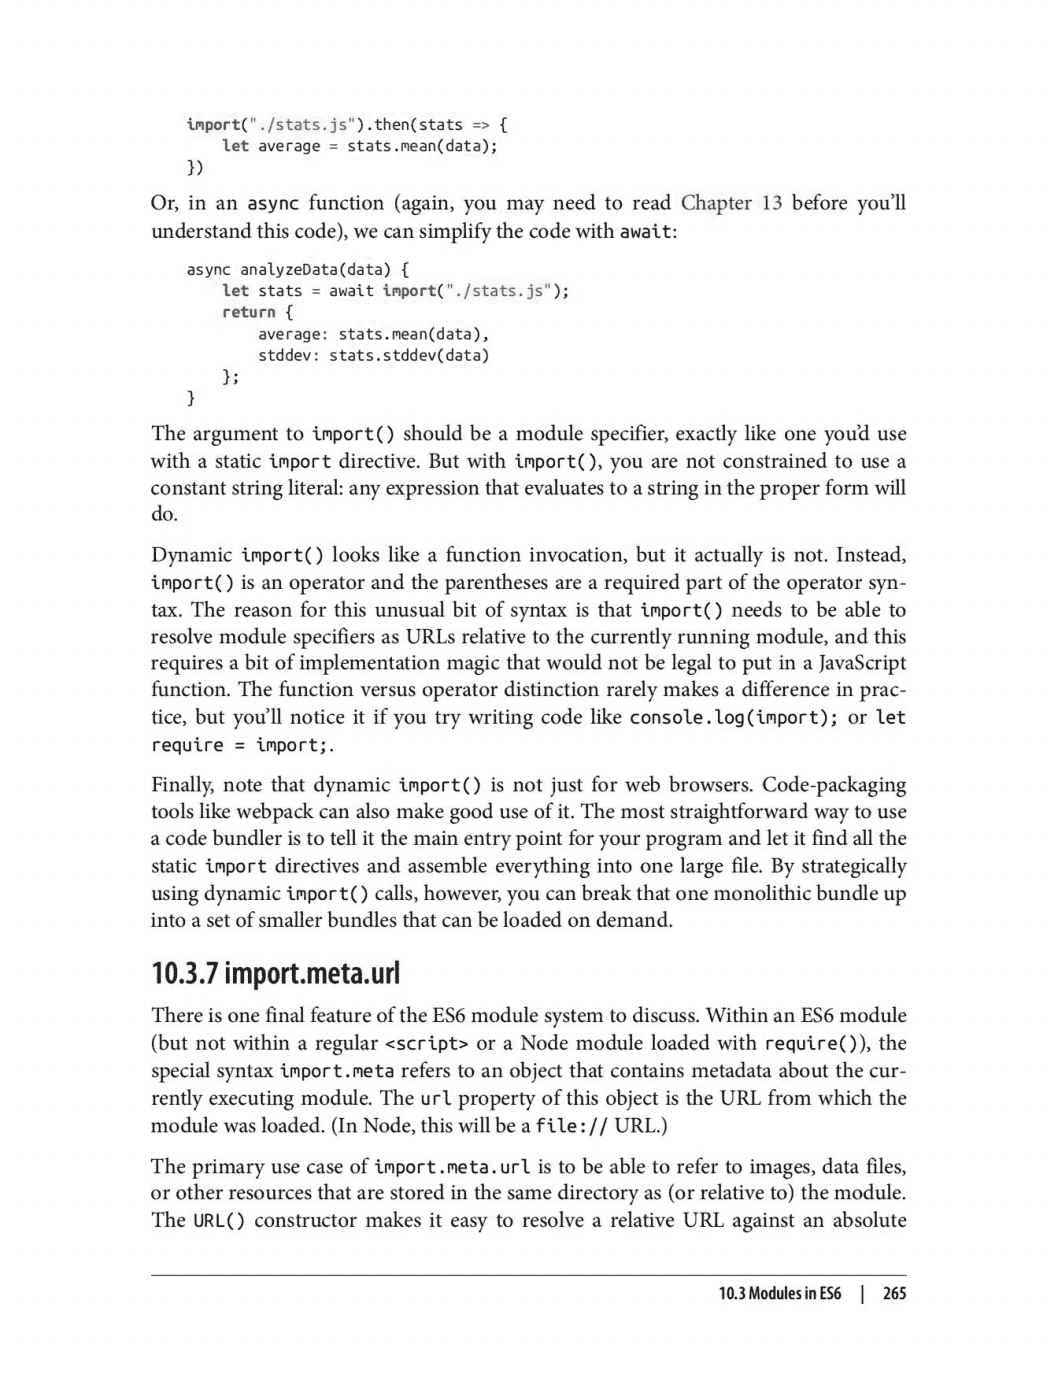 import("./stats.js").then(stats => {
    let average = stats.mean(data);
})
Or, in an async function (again, you may need to read Chapter 13 before you'll
understand this code), we can simplify the code with await:
async analyzeData(data) {
    let stats = await import("./stats.js");
    return {
        average: stats.mean(data),
        stddev: stats.stddev(data)
    };
}
The argument to import() should be a module specifier, exactly like one you'd use
with a static import directive. But with import(), you are not constrained to use a
constant string literal: any expression that evaluates to a string in the proper form will
do.
Dynamic import() looks like a function invocation, but it actually is not. Instead,
import() is an operator and the parentheses are a required part of the operator syn-
tax. The reason for this unusual bit of syntax is that import() needs to be able to
resolve module specifiers as URLs relative to the currently running module, and this
requires a bit of implementation magic that would not be legal to put in a JavaScript
function. The function versus operator distinction rarely makes a difference in prac-
tice, but you'll notice it if you try writing code like console.log(import); or let
require = import;.
Finally, note that dynamic import() is not just for web browsers. Code-packaging
tools like webpack can also make good use of it. The most straightforward way to use
a code bundler is to tell it the main entry point for your program and let it find all the
static import directives and assemble everything into one large file. By strategically
using dynamic import() calls, however, you can break that one monolithic bundle up
into a set of smaller bundles that can be loaded on demand.
10.3.7 import.meta.url
There is one final feature of the ES6 module system to discuss. Within an ES6 module
(but not within a regular <script> or a Node module loaded with require()), the
special syntax import.meta refers to an object that contains metadata about the cur-
rently executing module. The url property of this object is the URL from which the
module was loaded. (In Node, this will be a file:// URL.)
The primary use case of import.meta.url is to be able to refer to images, data files,
or other resources that are stored in the same directory as (or relative to) the module.
The URL() constructor makes it easy to resolve a relative URL against an absolute
10.3 Modules in ES6 | 265